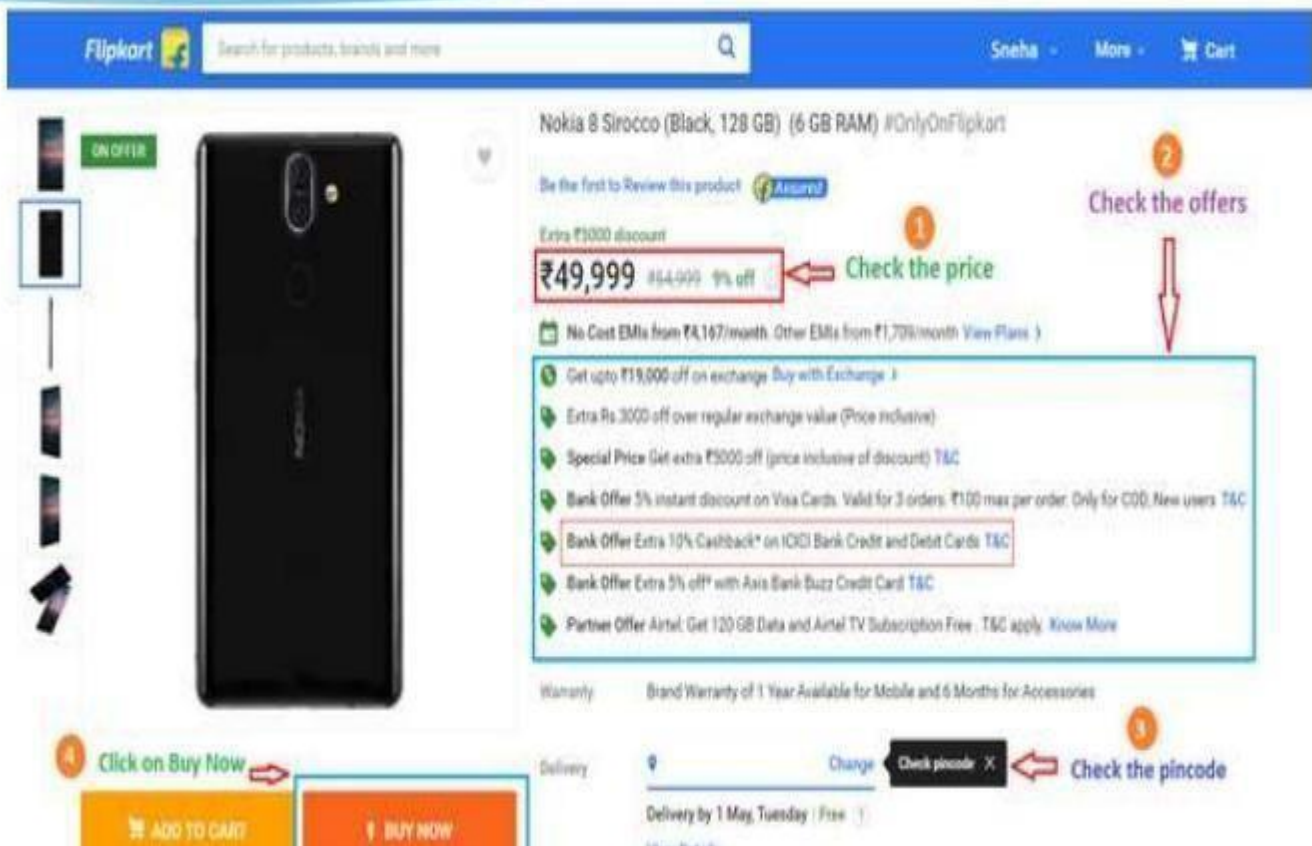 Flipkart
Search for products, brands and more
Sneha
More
Cart
ON OFFER
Nokia 8 Sirocco (Black, 128 GB) (6 GB RAM) #OnlyOnFlipkart
Be the first to Review this product
Assured
Extra ₹5000 discount
₹49,999 ₹54,999 9% off
1
Check the price
2
Check the offers
No Cost EMIs from ₹4,167/month. Other EMIs from ₹1,709/month View Plans
Get upto ₹19,000 off on exchange Buy with Exchange
Extra Rs 3000 off over regular exchange value (Price inclusive)
Special Price Get extra ₹5000 off (price inclusive of discount) T&C
Bank Offer 5% instant discount on Visa Cards. Valid for 3 orders. ₹100 max per order. Only for COD, New users T&C
Bank Offer Extra 10% Cashback* on ICICI Bank Credit and Debit Cards T&C
Bank Offer Extra 5% off* with Axis Bank Buzz Credit Card T&C
Partner Offer Airtel: Get 120 GB Data and Airtel TV Subscription Free . T&C apply. Know More
NOKIA
Warranty
Brand Warranty of 1 Year Available for Mobile and 6 Months for Accessories
Delivery
Change
Check pincode X
3
Check the pincode
Delivery by 1 May, Tuesday | Free
4
Click on Buy Now
ADD TO CART
BUY NOW